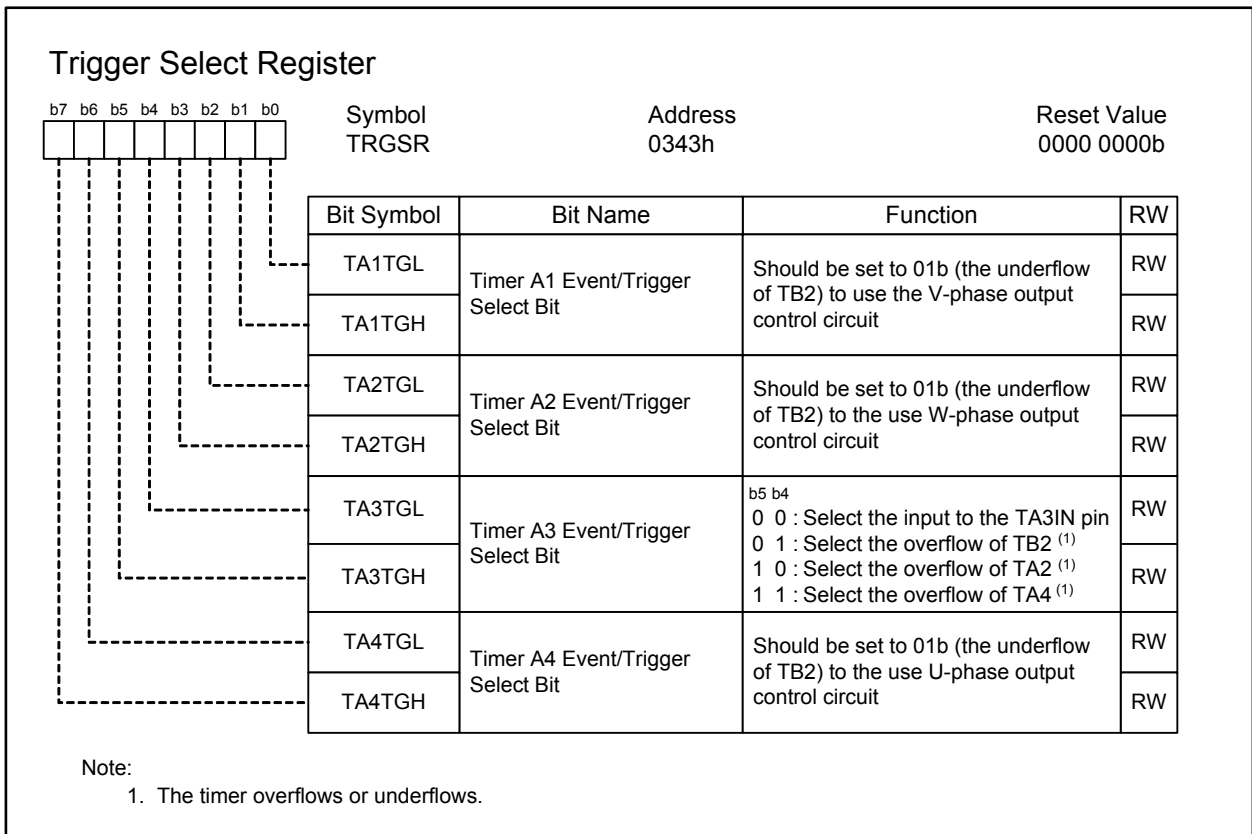 Trigger Select Register
b7 b6 b5 b4 b3 b2 b1 b0
Symbol Address Reset Value
TRGSR 0343h 0000 0000b
Bit Symbol Bit Name Function RW
TA1TGL RW
Timer A1 Event/Trigger
Select Bit
Should be set to 01b (the underflow
of TB2) to use the V-phase output
control circuit
TA1TGH RW
TA2TGL RW
Timer A2 Event/Trigger
Select Bit
Should be set to 01b (the underflow
of TB2) to the use W-phase output
control circuit
TA2TGH RW
TA3TGL RW
Timer A3 Event/Trigger
Select Bit
b5 b4
0 0 : Select the input to the TA3IN pin
0 1 : Select the overflow of TB2 (1)
1 0 : Select the overflow of TA2 (1)
1 1 : Select the overflow of TA4 (1)
TA3TGH RW
TA4TGL RW
Timer A4 Event/Trigger
Select Bit
Should be set to 01b (the underflow
of TB2) to the use U-phase output
control circuit
TA4TGH RW
Note:
1. The timer overflows or underflows.